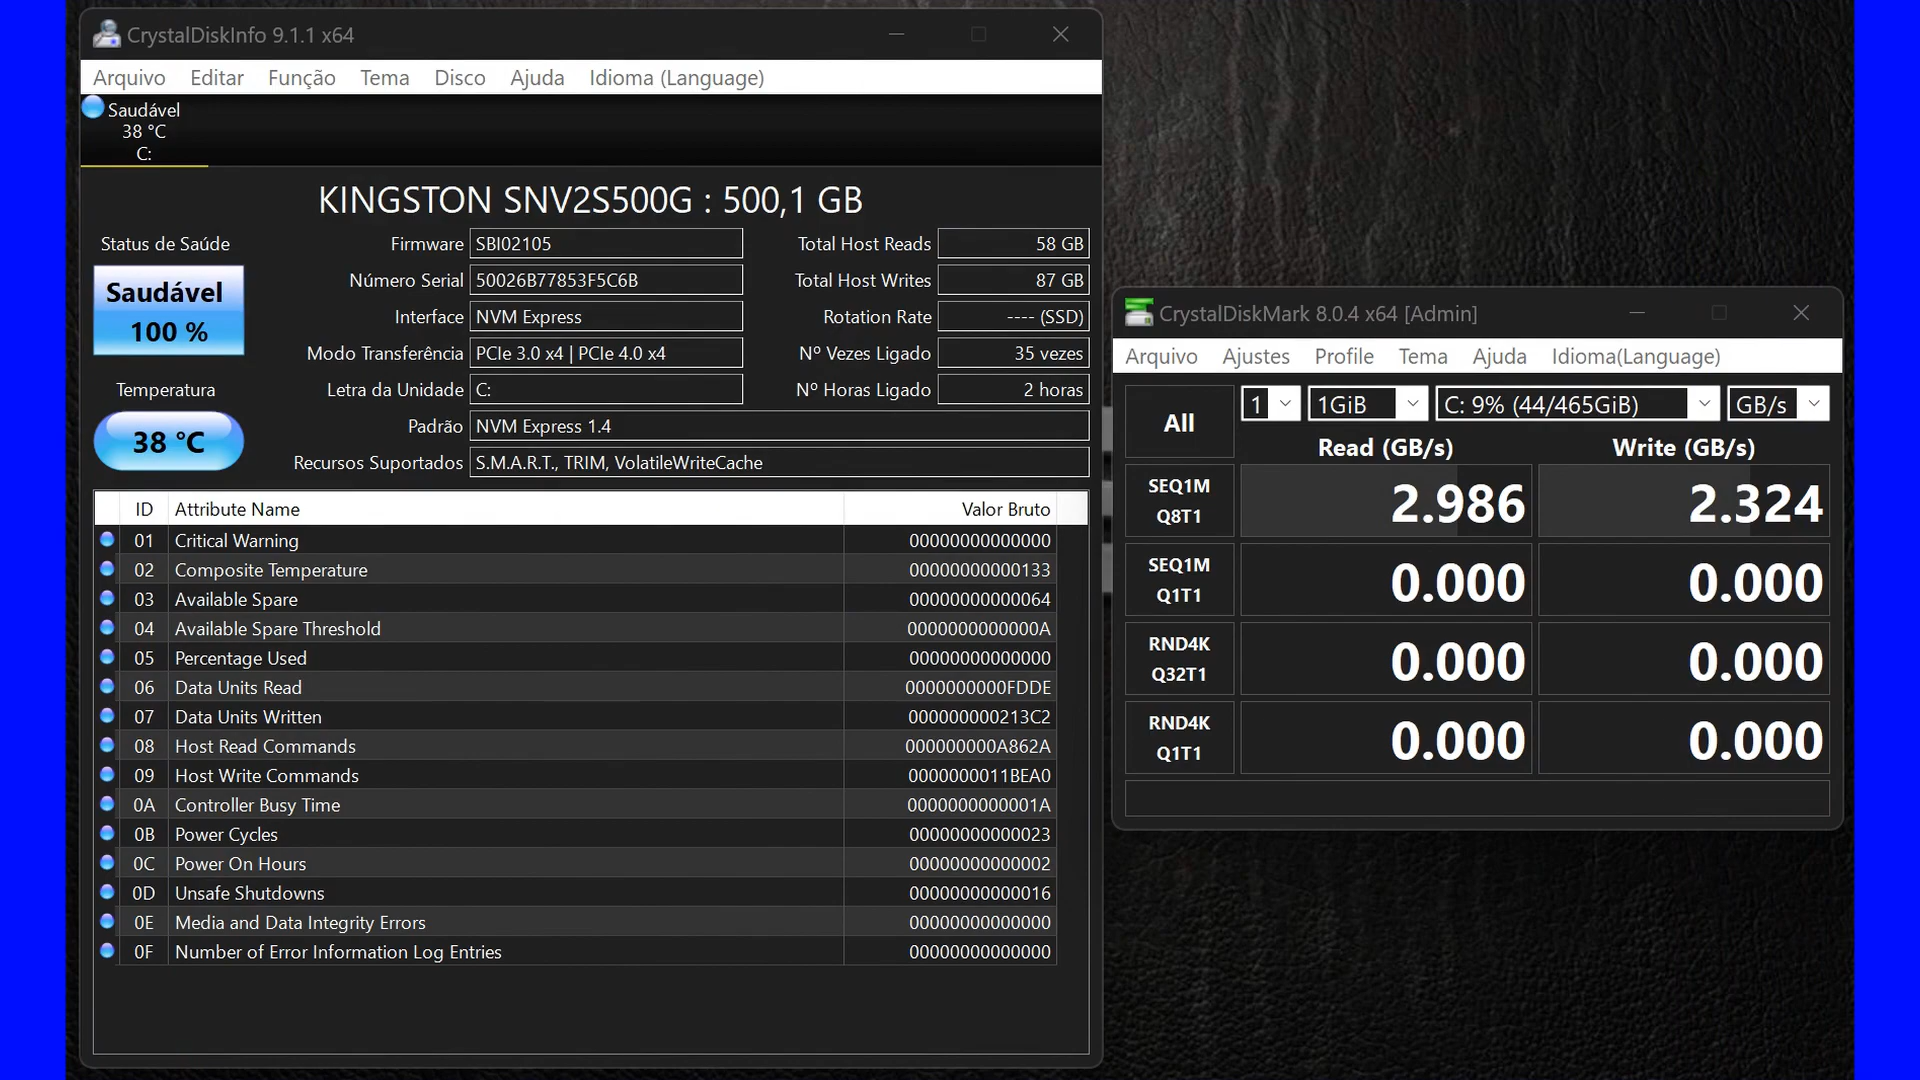 CrystalDiskInfo 9.1.1 x64
Arquivo Editar Função Tema Disco Ajuda Idioma (Language)
Saudável
38 °C
C:
KINGSTON SNV2S500G : 500,1 GB
Status de Saúde
Saudável
100 %
Temperatura
38 °C
Firmware SBI02105
Número Serial 50026B77853F5C6B
Interface NVM Express
Modo Transferência PCIe 3.0 x4 | PCIe 4.0 x4
Letra da Unidade C:
Padrão NVM Express 1.4
Recursos Suportados S.M.A.R.T., TRIM, VolatileWriteCache
Total Host Reads 58 GB
Total Host Writes 87 GB
Rotation Rate ---- (SSD)
Nº Vezes Ligado 35 vezes
Nº Horas Ligado 2 horas
ID Attribute Name Valor Bruto
01 Critical Warning 00000000000000
02 Composite Temperature 00000000000133
03 Available Spare 00000000000064
04 Available Spare Threshold 0000000000000A
05 Percentage Used 00000000000000
06 Data Units Read 0000000000FDDE
07 Data Units Written 000000000213C2
08 Host Read Commands 000000000A862A
09 Host Write Commands 0000000011BEA0
0A Controller Busy Time 0000000000001A
0B Power Cycles 00000000000023
0C Power On Hours 00000000000002
0D Unsafe Shutdowns 00000000000016
0E Media and Data Integrity Errors 00000000000000
0F Number of Error Information Log Entries 00000000000000
CrystalDiskMark 8.0.4 x64 [Admin]
Arquivo Ajustes Profile Tema Ajuda Idioma(Language)
All 1 1GiB C: 9% (44/465GiB) GB/s
Read (GB/s) Write (GB/s)
SEQ1M
Q8T1
2.986 2.324
SEQ1M
Q1T1
0.000 0.000
RND4K
Q32T1
0.000 0.000
RND4K
Q1T1
0.000 0.000